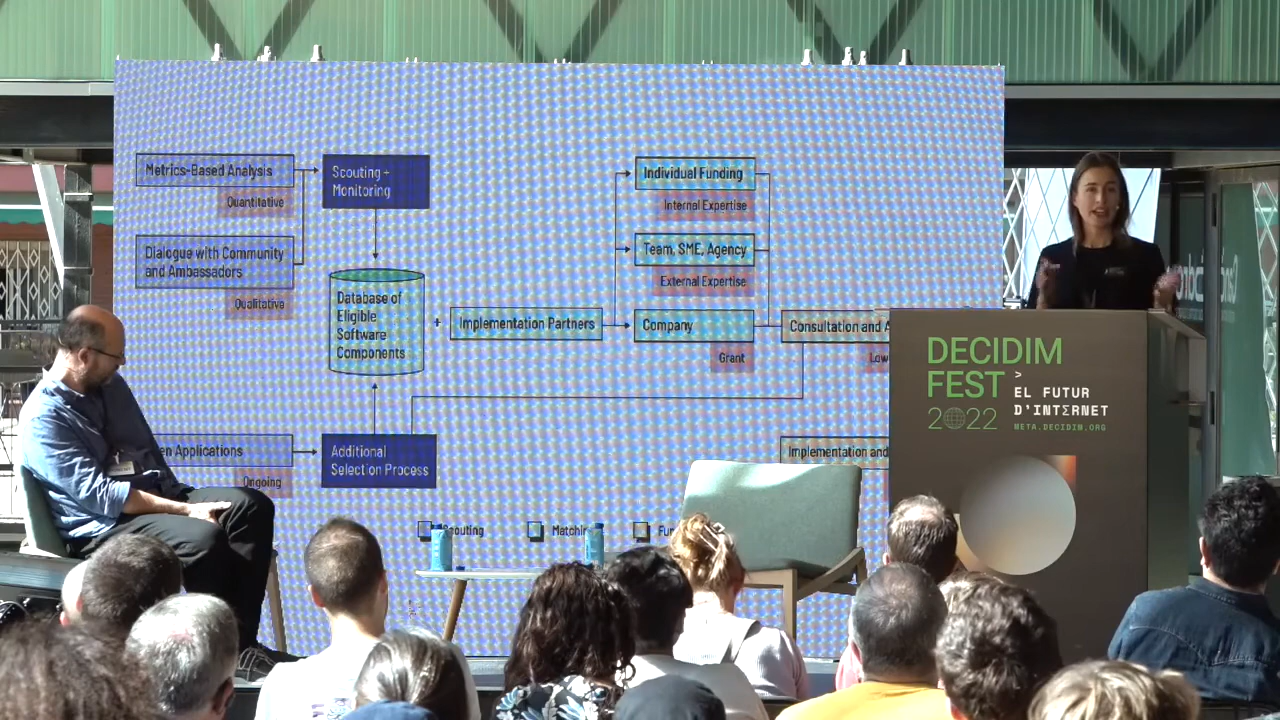 Metrics-Based Analysis
Quantitative
Dialogue with Community
and Ambassadors
Qualitative
Scouting +
Monitoring
Database of
Eligible
Software
Components
+
Implementation Partners
Individual Funding
Internal Expertise
Team, SME, Agency
External Expertise
Company
Grant
Consultation and A
Low
en Applications
Ongoing
Additional
Selection Process
Implementation and
Scouting
Matchin
Fu
DECIDIM
FEST >
2022
EL FUTUR
D'INTΣRNET
META.DECIDIM.ORG